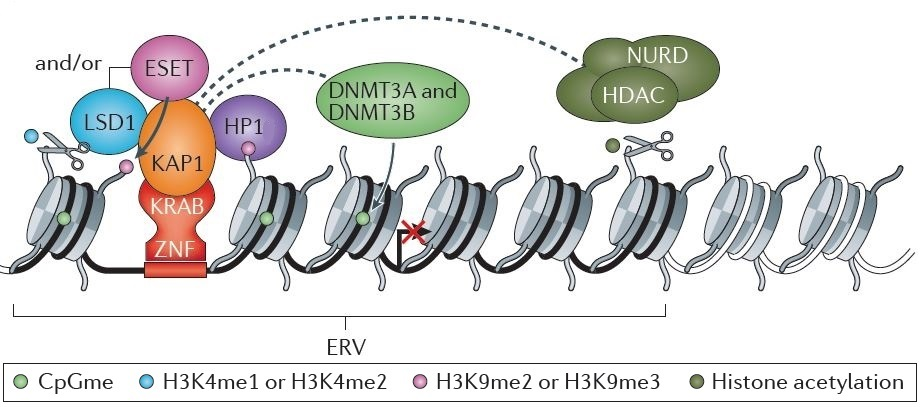 and/or
ESET
NURD
HDAC
LSD1
HP1
DNMT3A and
DNMT3B
KAP1
KRAB
ZNF
ERV
CpGme
H3K4me1 or H3K4me2
H3K9me2 or H3K9me3
Histone acetylation